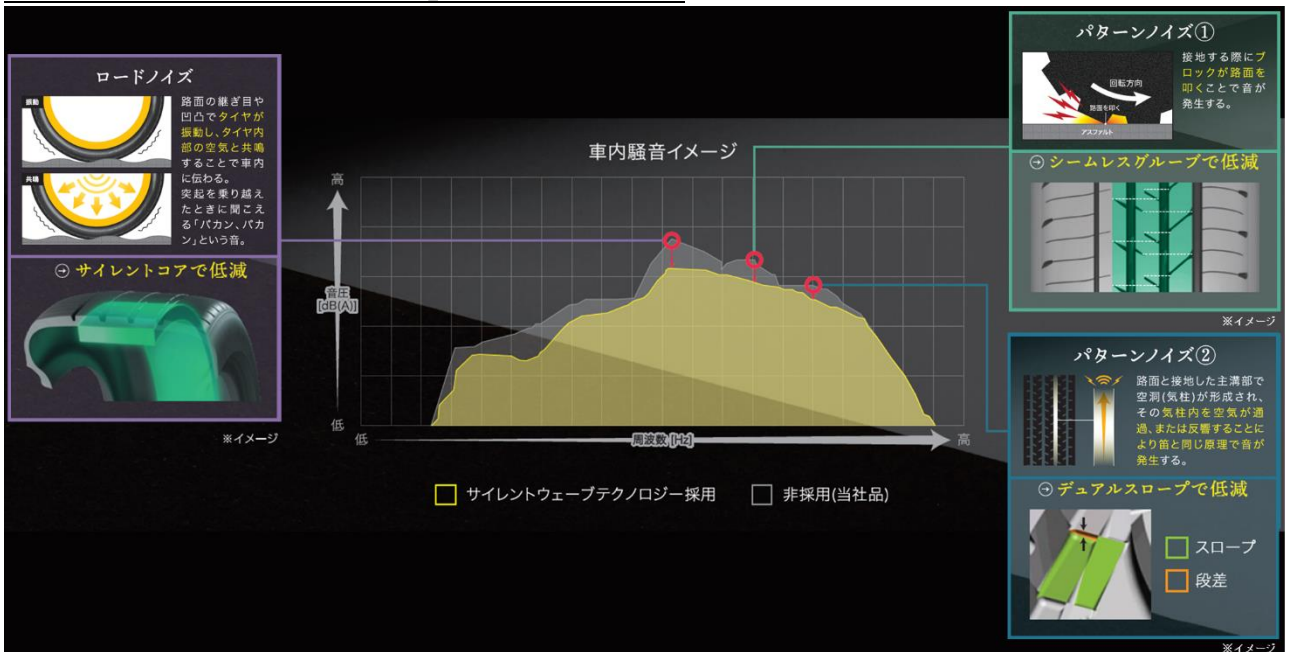 ロードノイズ
振動
共鳴
路面の継ぎ目や
凹凸でタイヤが
振動し、タイヤ内
部の空気と共鳴
することで車内
に伝わる。
突起を乗り越え
たときに聞こえ
る「パカン、パカ
ン」という音。
→サイレントコアで低減
※イメージ
車内騒音イメージ
高
音圧
[dB(A)]
低
低
周波数 [Hz]
高
サイレントウェーブテクノロジー採用
非採用(当社品)
パターンノイズ①
回転方向
路面を叩く
アスファルト
接地する際にブ
ロックが路面を
叩くことで音が
発生する。
→シームレスグルーブで低減
※イメージ
パターンノイズ②
路面と接地した主溝部で
空洞(気柱)が形成され、
その気柱内を空気が通
過、または反響することに
より笛と同じ原理で音が
発生する。
→デュアルスロープで低減
スロープ
段差
※イメージ